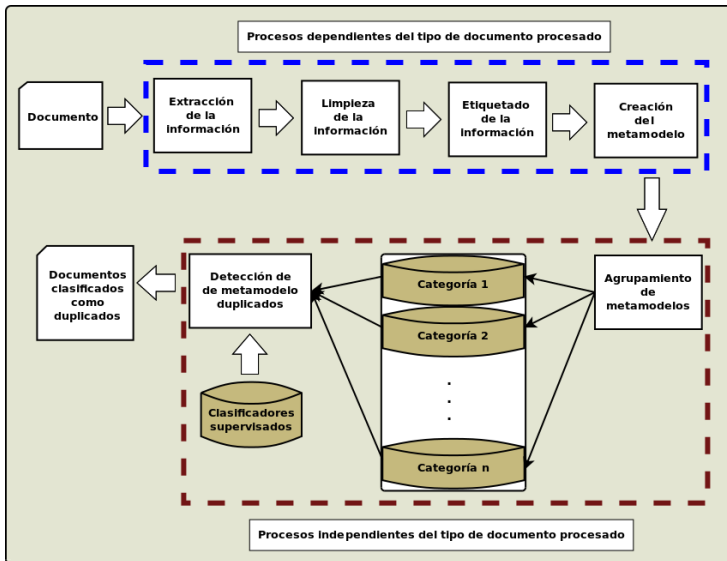 Procesos dependientes del tipo de documento procesado
Documento
Extracción
de la
información
Limpieza
de la
información
Etiquetado
de la
información
Creación
del
metamodelo
Documentos
clasificados
como
duplicados
Detección de
de metamodelo
duplicados
Clasificadores
supervisados
Categoría 1
Categoría 2
.
.
.
Categoría n
Agrupamiento
de
metamodelos
Procesos independientes del tipo de documento procesado